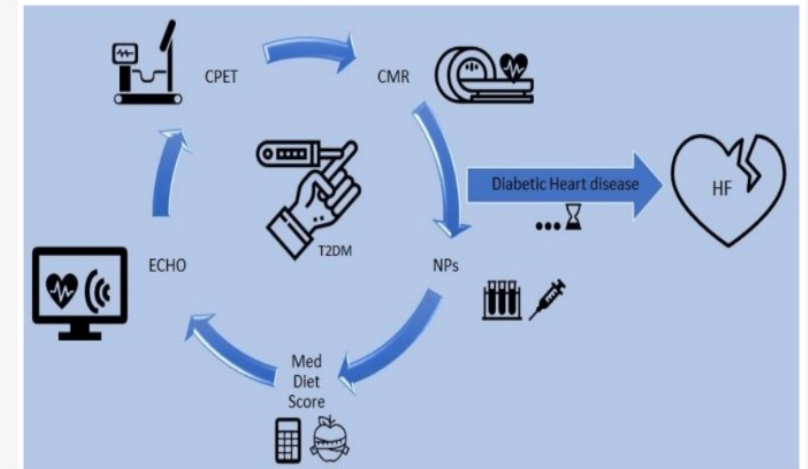 CPET
CMR
Diabetic Heart disease
HF
T2DM
ECHO
NPs
Med
Diet
Score